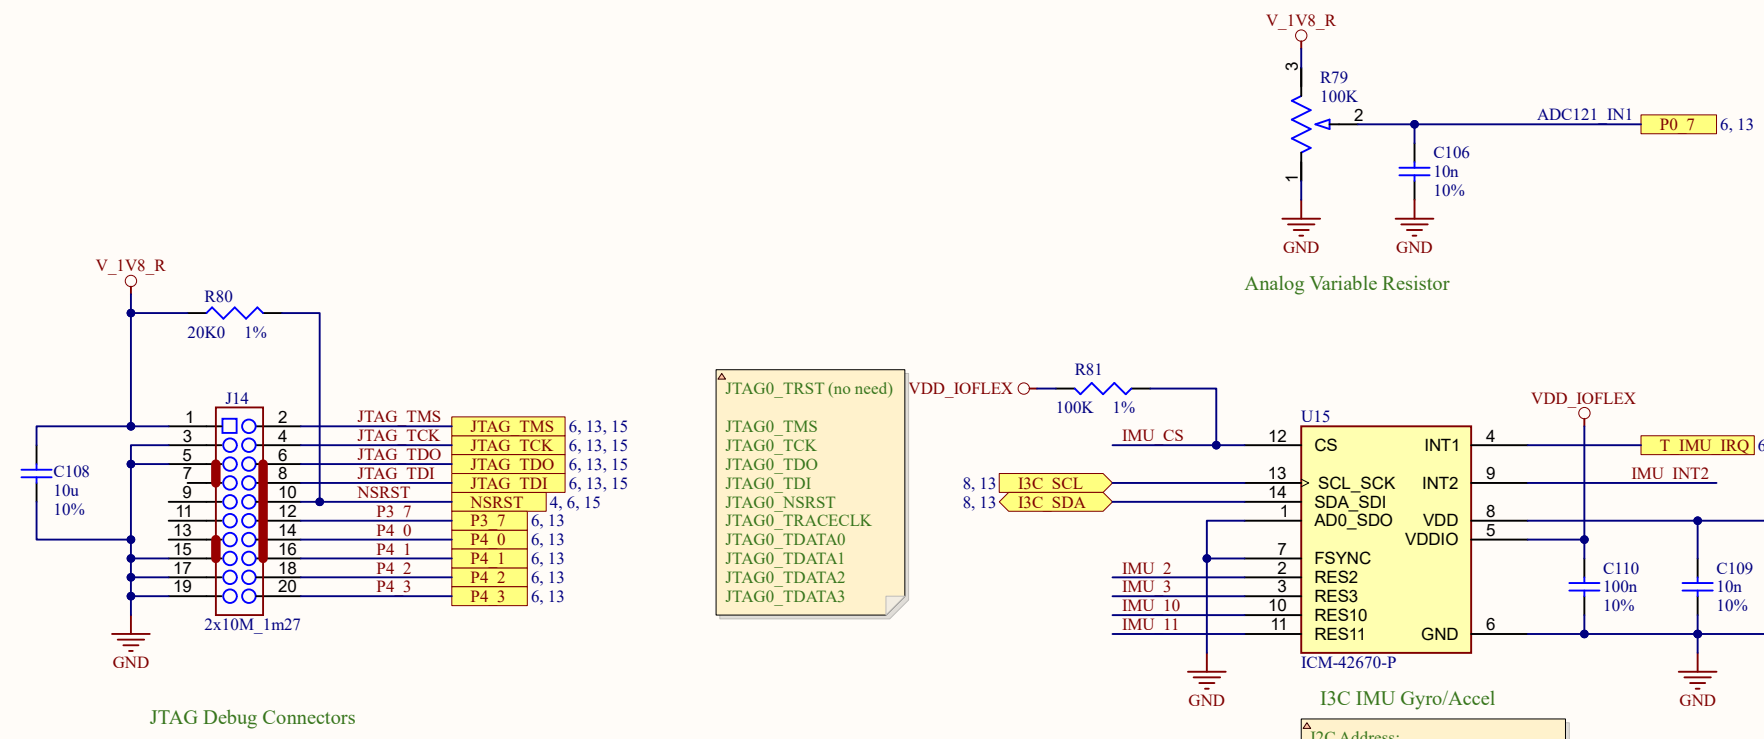 V_1V8_R
3
R79
100K
2
ADC121_IN1
P0_7
6, 13
C106
10n
10%
1
GND
GND
Analog Variable Resistor
V_1V8_R
R80
20K0 1%
J14
1 2 JTAG_TMS JTAG_TMS 6, 13, 15
3 4 JTAG_TCK JTAG_TCK 6, 13, 15
5 6 JTAG_TDO JTAG_TDO 6, 13, 15
7 8 JTAG_TDI JTAG_TDI 6, 13, 15
9 10 NSRST NSRST 4, 6, 15
11 12 P3_7 P3_7 6, 13
13 14 P4_0 P4_0 6, 13
15 16 P4_1 P4_1 6, 13
17 18 P4_2 P4_2 6, 13
19 20 P4_3 P4_3 6, 13
C108
10u
10%
2x10M_1m27
GND
JTAG Debug Connectors
JTAG0_TRST (no need)
JTAG0_TMS
JTAG0_TCK
JTAG0_TDO
JTAG0_TDI
JTAG0_NSRST
JTAG0_TRACECLK
JTAG0_TDATA0
JTAG0_TDATA1
JTAG0_TDATA2
JTAG0_TDATA3
VDD_IOFLEX
R81
100K 1%
U15
IMU_CS 12 CS
8, 13 I3C_SCL 13 SCL_SCK
8, 13 I3C_SDA 14 SDA_SDI
1 AD0_SDO
7 FSYNC
IMU_2 2 RES2
IMU_3 3 RES3
IMU_10 10 RES10
IMU_11 11 RES11
INT1 4 T_IMU_IRQ 6
INT2 9 IMU_INT2
VDD 8
VDDIO 5
GND 6
VDD_IOFLEX
C110
100n
10%
C109
10n
10%
ICM-42670-P
GND
GND
I3C IMU Gyro/Accel
I2C Address: